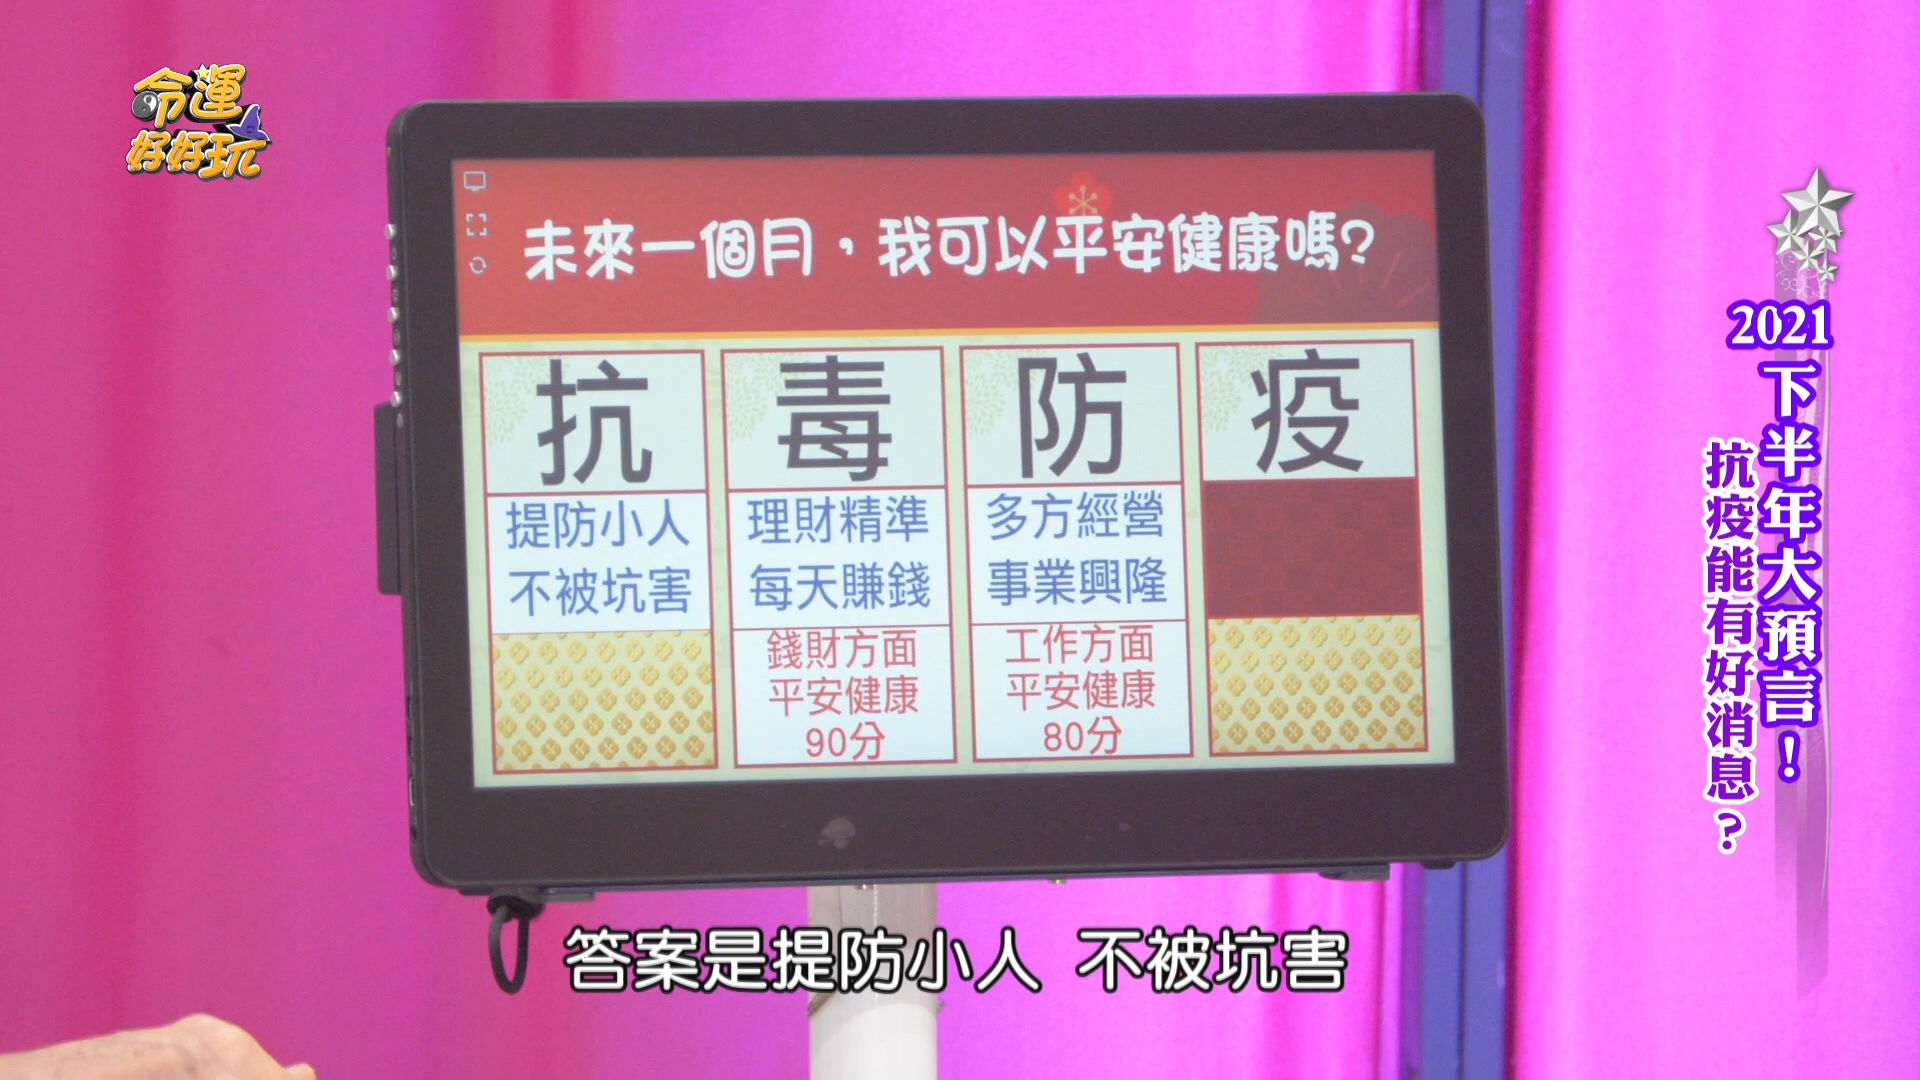 命運
好好玩
未來一個月，我可以平安健康嗎?
抗
提防小人
不被坑害
毒
理財精準
每天賺錢
錢財方面
平安健康
90分
防
多方經營
事業興隆
工作方面
平安健康
80分
疫
2021下半年大預言！
抗疫能有好消息？
答案是提防小人 不被坑害